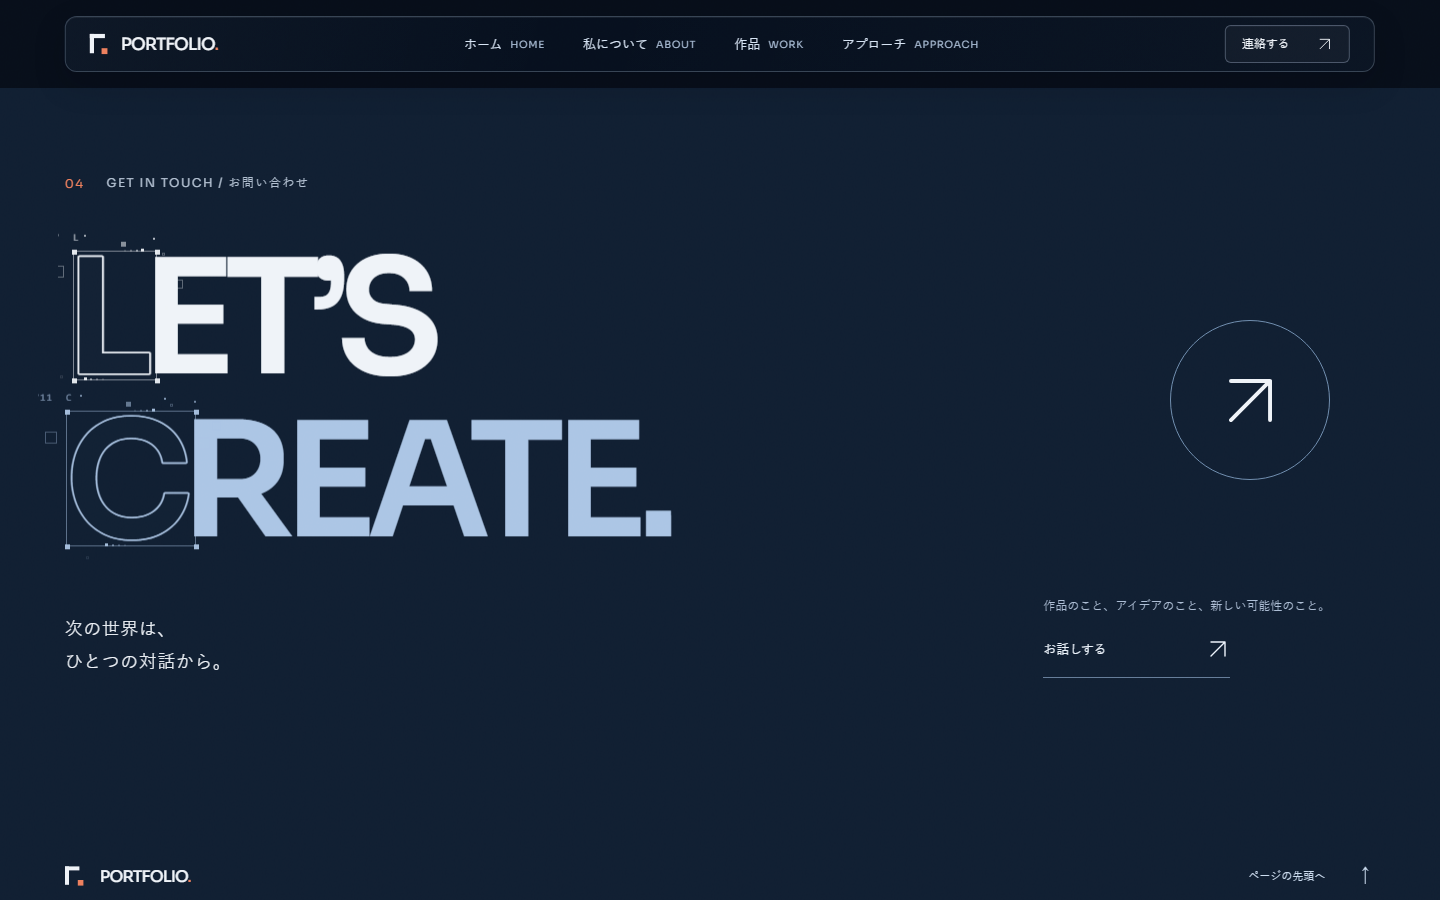 PORTFOLIO.
ホーム HOME
私について ABOUT
作品 WORK
アプローチ APPROACH
連絡する
04 GET IN TOUCH / お問い合わせ
L
LET'S
11 C
CREATE.
次の世界は、
ひとつの対話から。
作品のこと、アイデアのこと、新しい可能性のこと。
お話しする
PORTFOLIO.
ページの先頭へ